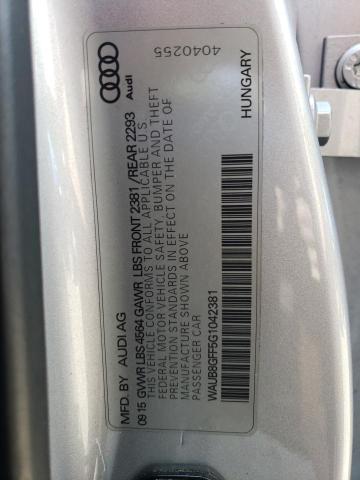 MFD. BY AUDI AG
0915 GVWR LBS 4564 GAWR LBS FRONT 2381 / REAR 2293
THIS VEHICLE CONFORMS TO ALL APPLICABLE U S
FEDERAL MOTOR VEHICLE SAFETY, BUMPER AND THEFT
PREVENTION STANDARDS IN EFFECT ON THE DATE OF
MANUFACTURE SHOWN ABOVE
PASSENGER CAR
WAUB8GFF5G1042381
HUNGARY
Audi
4040255